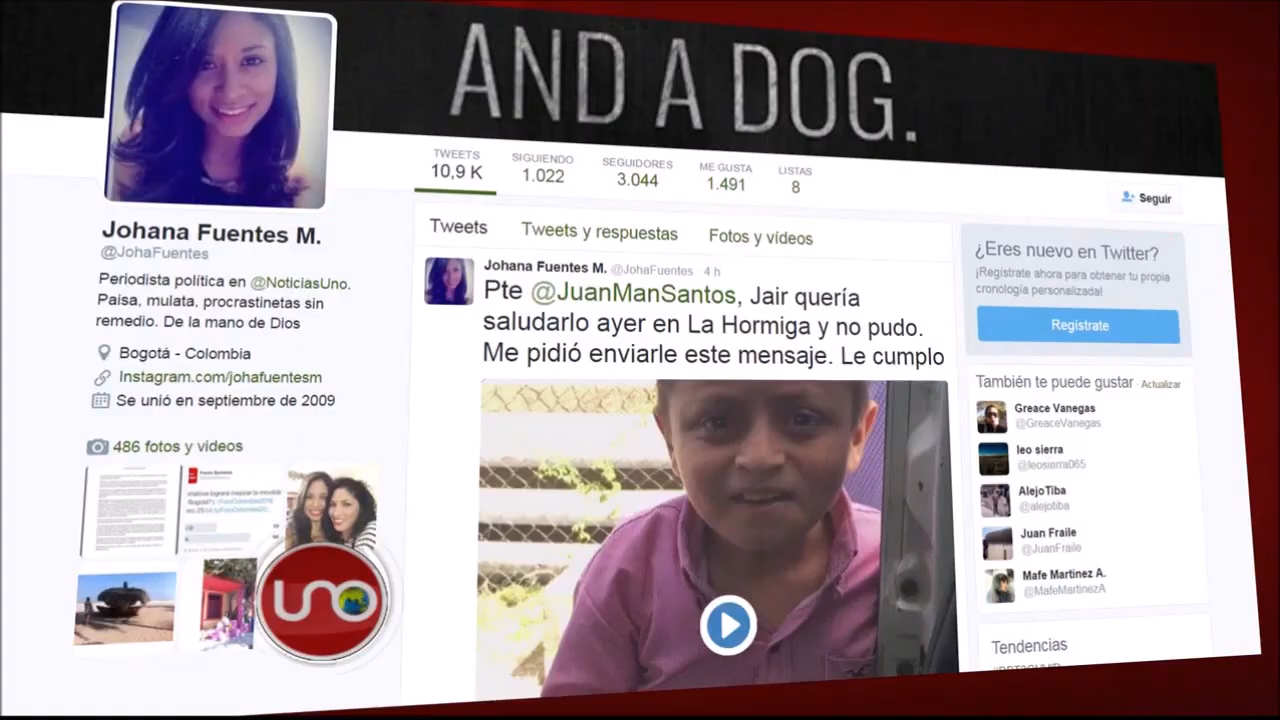 AND A DOG.
TWEETS
10,9 K
SIGUIENDO
1.022
SEGUIDORES
3.044
ME GUSTA
1.491
LISTAS
8
Seguir
Johana Fuentes M.
@JohaFuentes
Periodista política en @NoticiasUno.
Paisa, mulata, procrastinetas sin
remedio. De la mano de Dios
Bogotá - Colombia
Instagram.com/johafuentesm
Se unió en septiembre de 2009
486 fotos y videos
UNO
Tweets
Tweets y respuestas
Fotos y vídeos
Johana Fuentes M. @JohaFuentes · 4 h
Pte @JuanManSantos, Jair quería
saludarlo ayer en La Hormiga y no pudo.
Me pidió enviarle este mensaje. Le cumplo
¿Eres nuevo en Twitter?
¡Regístrate ahora para obtener tu propia
cronología personalizada!
Regístrate
También te puede gustar · Actualizar
Greace Vanegas
@GreaceVanegas
leo sierra
@leosierra065
AlejoTiba
@alejotiba
Juan Fraile
@JuanFraile
Mafe Martinez A.
@MafeMartinezA
Tendencias